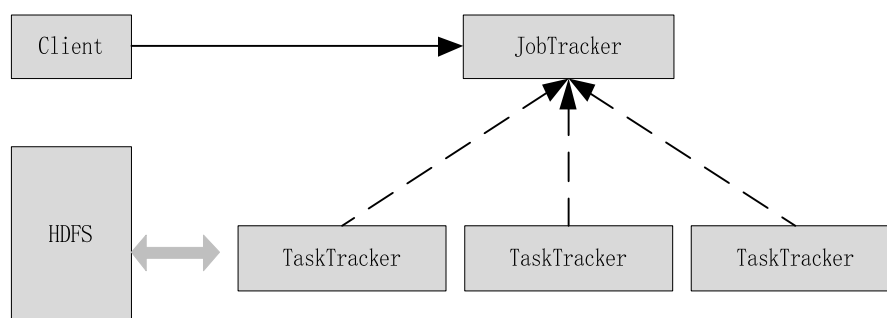 Client
JobTracker
HDFS
TaskTracker
TaskTracker
TaskTracker